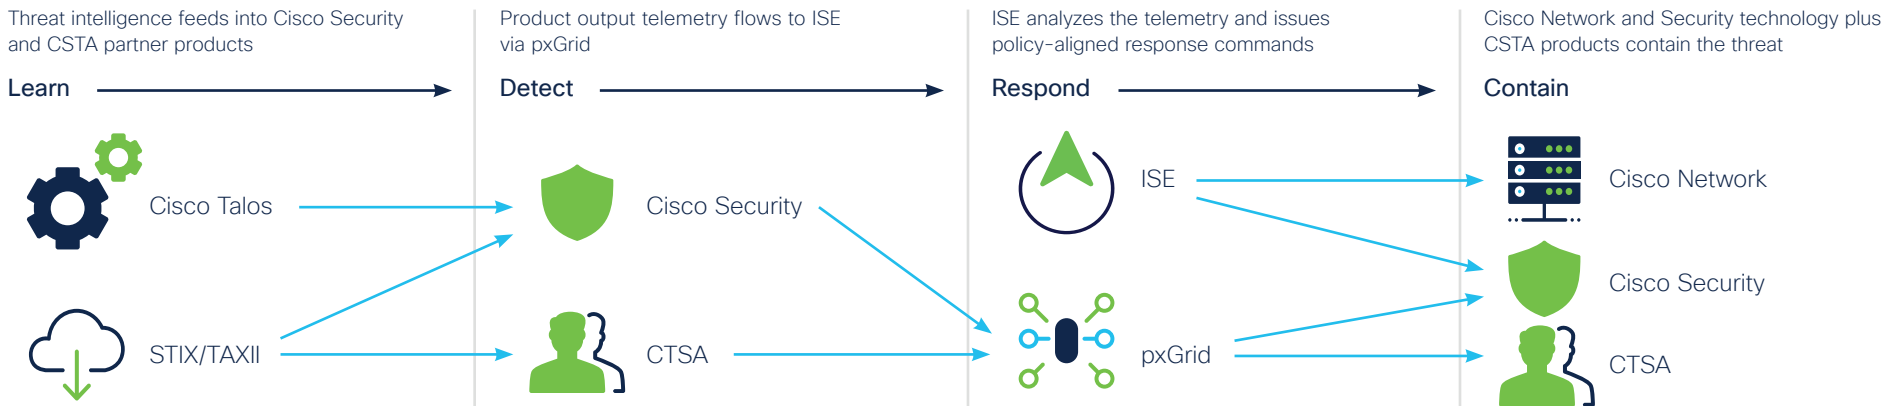 Threat intelligence feeds into Cisco Security
and CSTA partner products
Learn
Cisco Talos
STIX/TAXII
Product output telemetry flows to ISE
via pxGrid
Detect
Cisco Security
CTSA
ISE analyzes the telemetry and issues
policy-aligned response commands
Respond
ISE
pxGrid
Cisco Network and Security technology plus
CSTA products contain the threat
Contain
Cisco Network
Cisco Security
CTSA